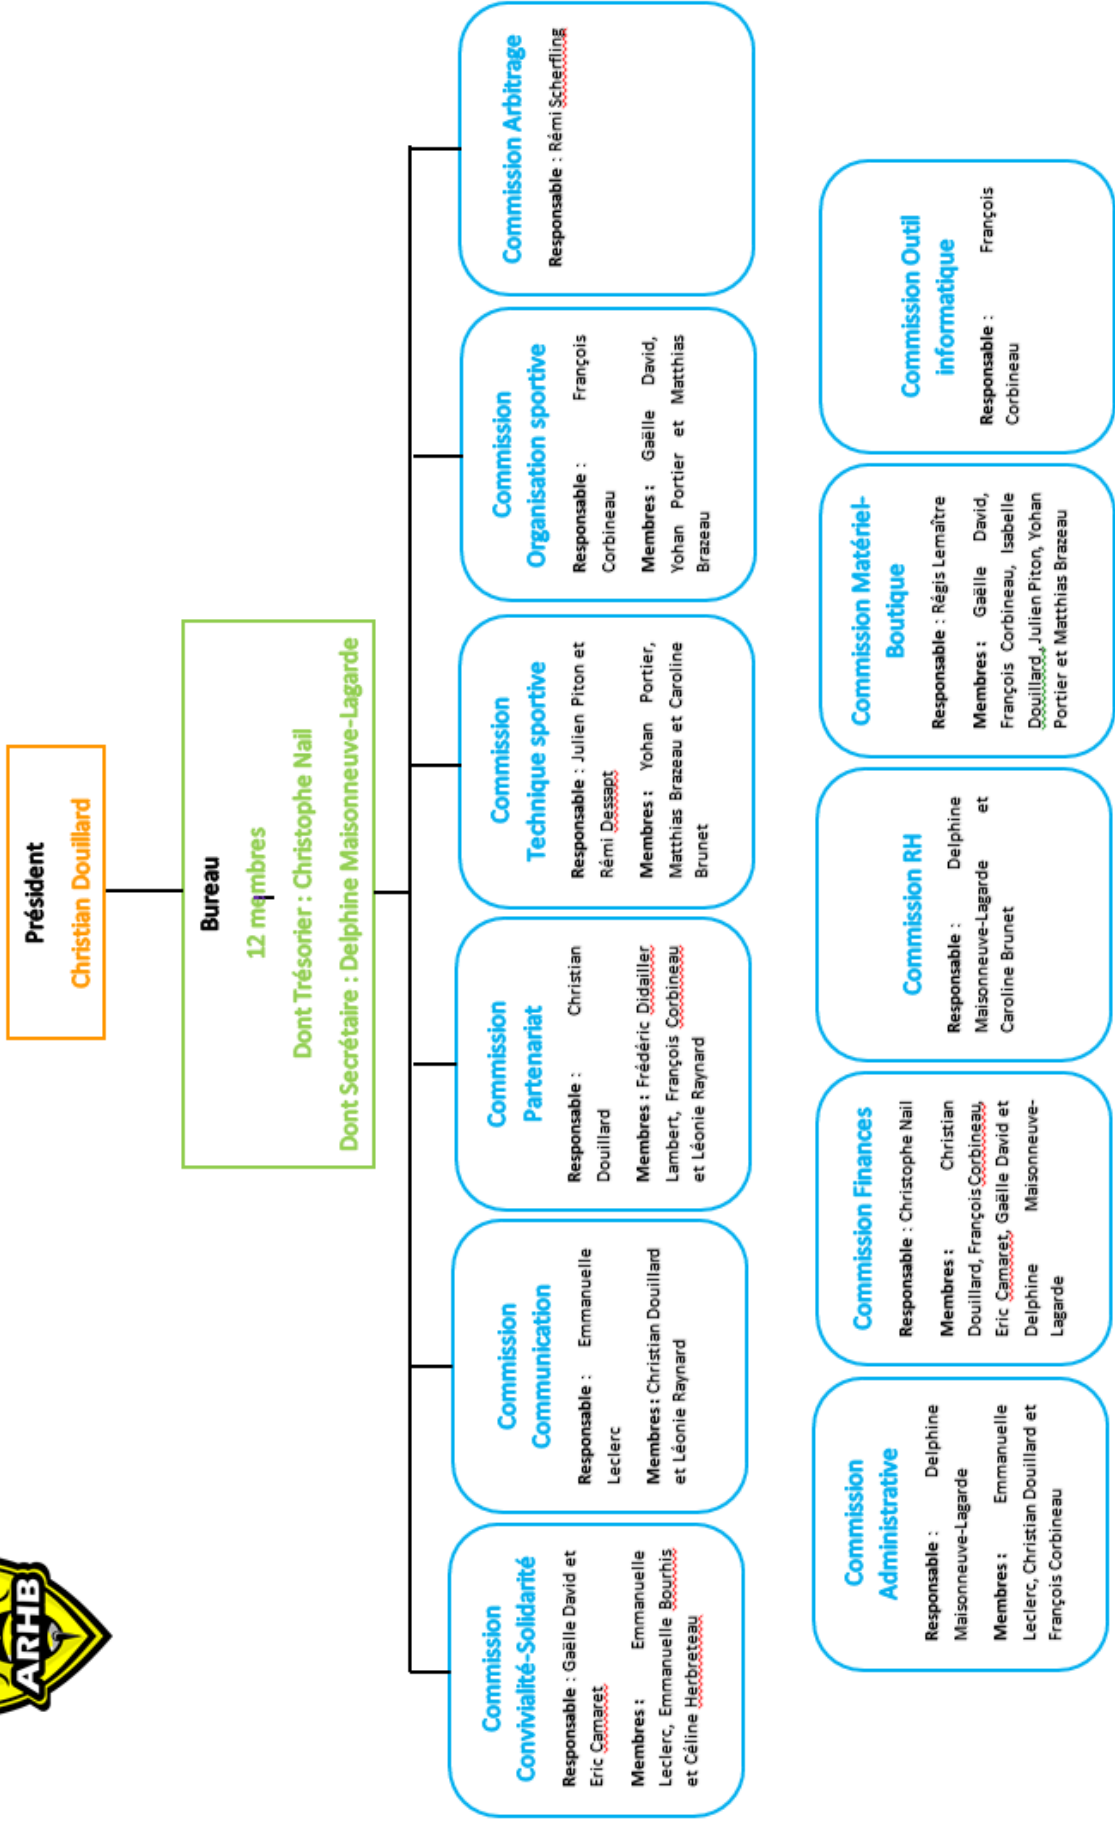 ARHB
Président
Christian Douillard
Bureau
12 membres
Dont Trésorier : Christophe Nail
Dont Secrétaire : Delphine Maisonneuve-Lagarde
Commission
Convivialité-Solidarité
Responsable : Gaëlle David et
Eric Camaret
Membres : Emmanuelle
Leclerc, Emmanuelle Bourhis
et Céline Herbreteau
Commission
Communication
Responsable : Emmanuelle
Leclerc
Membres : Christian Douillard
et Léonie Raynard
Commission
Partenariat
Responsable : Christian
Douillard
Membres : Frédéric Didailler
Lambert, François Corbineau
et Léonie Raynard
Commission
Technique sportive
Responsable : Julien Piton et
Rémi Dessapt
Membres : Yohan Portier,
Matthias Brazeau et Caroline
Brunet
Commission
Organisation sportive
Responsable : François
Corbineau
Membres : Gaëlle David,
Yohan Portier et Matthias
Brazeau
Commission Arbitrage
Responsable : Rémi Scherfling
Commission
Administrative
Responsable : Delphine
Maisonneuve-Lagarde
Membres : Emmanuelle
Leclerc, Christian Douillard et
François Corbineau
Commission Finances
Responsable : Christophe Nail
Membres : Christian
Douillard, François Corbineau,
Eric Camaret, Gaëlle David et
Delphine Maisonneuve-
Lagarde
Commission RH
Responsable : Delphine
Maisonneuve-Lagarde et
Caroline Brunet
Commission Matériel-
Boutique
Responsable : Régis Lemaître
Membres : Gaëlle David,
François Corbineau, Isabelle
Douillard, Julien Piton, Yohan
Portier et Matthias Brazeau
Commission Outil
informatique
Responsable : François
Corbineau